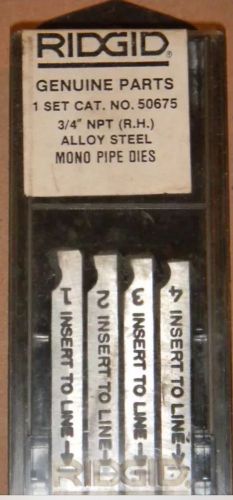 RIDGID®
GENUINE PARTS
1 SET CAT. NO. 50675
3/4" NPT (R.H.)
ALLOY STEEL
MONO PIPE DIES
1 INSERT TO LINE→
2 INSERT TO LINE→
3 INSERT TO LINE→
4 INSERT TO LINE→
RIDGID